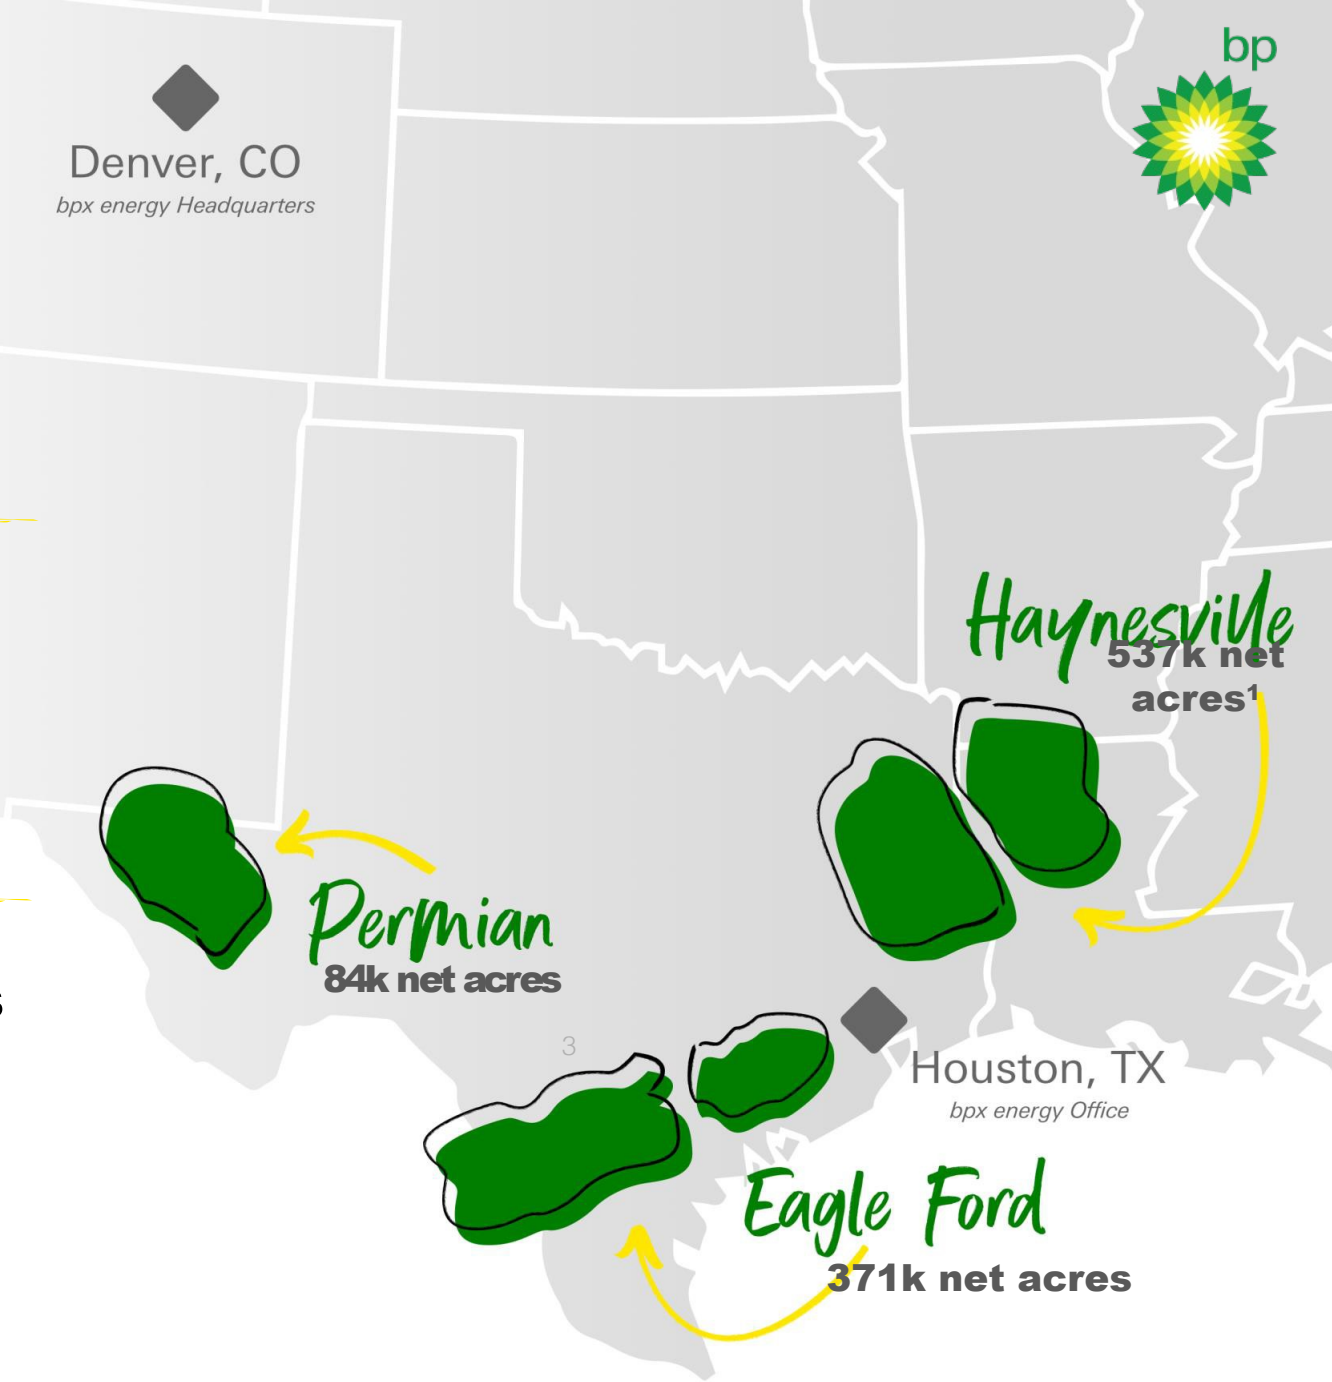 bp
Denver, CO
bpx energy Headquarters
Haynesville
537k net
acres¹
Permian
84k net acres
3
Houston, TX
bpx energy Office
Eagle Ford
371k net acres